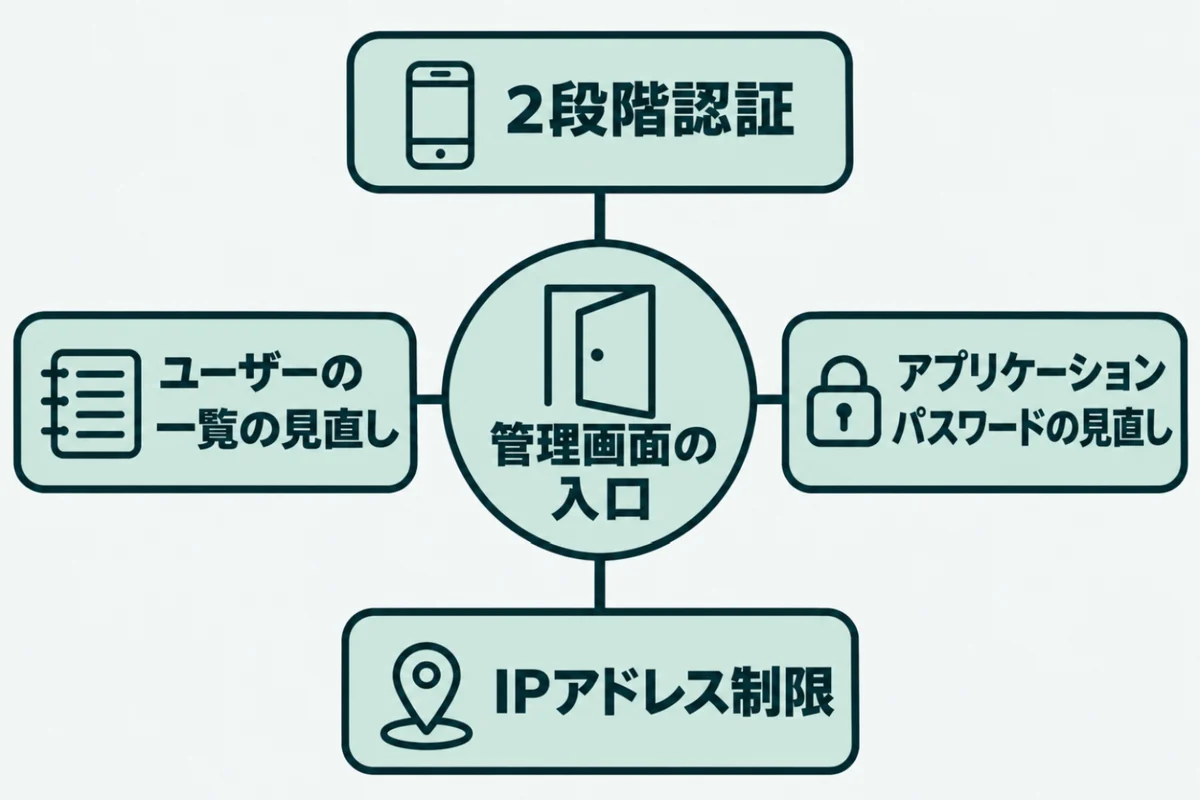 2段階認証
ユーザーの
一覧の見直し
管理画面の
入口
アプリケーション
パスワードの見直し
IPアドレス制限